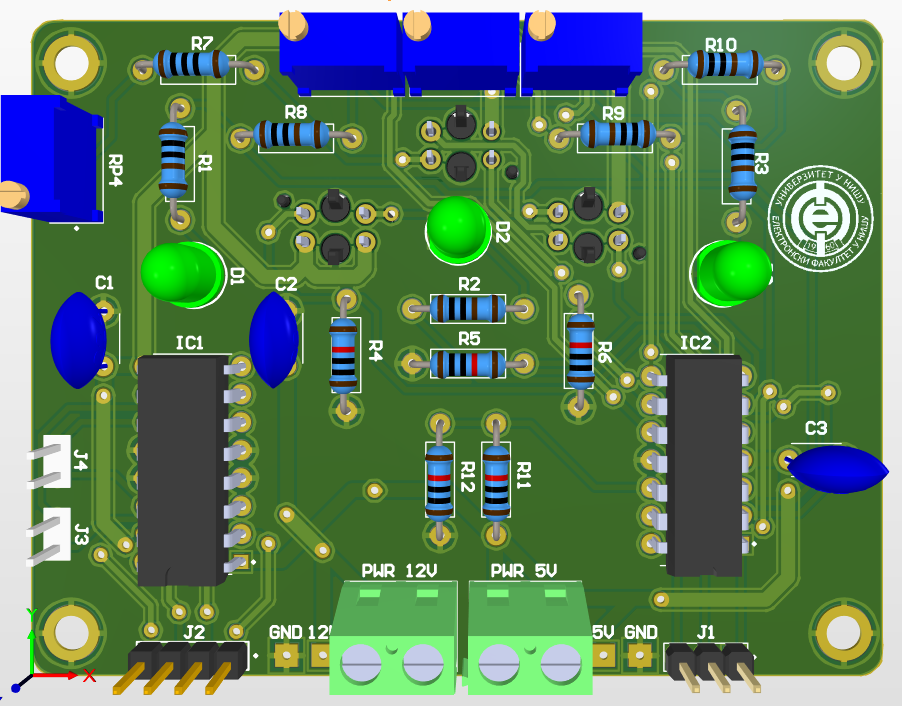 R7
R10
R8
R9
RP4
R1
R3
УНИВЕРЗИТЕТ У НИШУ
ЕЛЕКТРОНСКИ ФАКУЛТЕТ У НИШУ
1960
D2
D1
C1
C2
R2
IC1
R4
R5
R6
IC2
C3
J4
R12
R11
J3
PWR 12V
PWR 5V
J2
GND
5V
GND
J1
Y
X